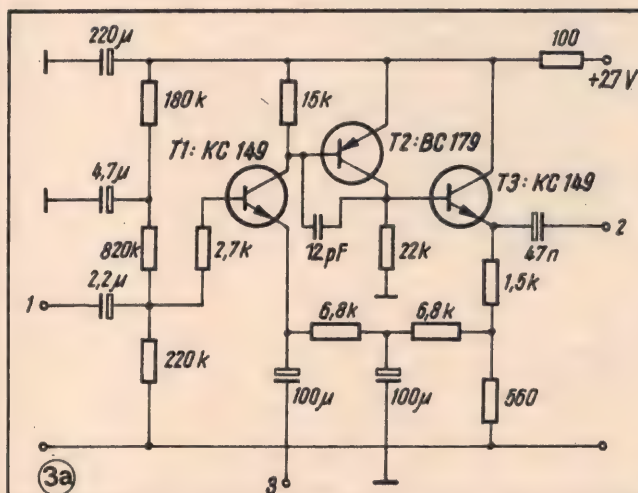 220μ
100
+27V
180k
15k
T2: BC 179
T1: KC 149
T3: KC 149
4,7μ
2
820k
2,7k
12pF
22k
47n
2,2μ
1,5k
1
6,8k
6,8k
220k
100μ
100μ
560
3a
3